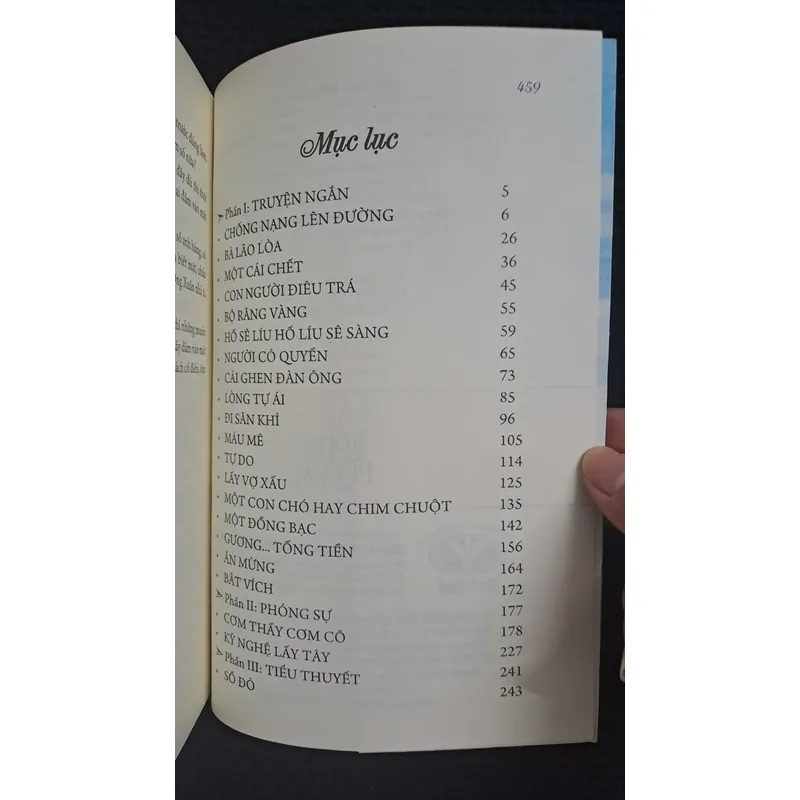 459
Mục lục
➢ Phần I: TRUYỆN NGẮN 5
• CHỐNG NẠNG LÊN ĐƯỜNG 6
• BÀ LÃO LÒA 26
• MỘT CÁI CHẾT 36
• CON NGƯỜI ĐIÊU TRÁ 45
• BỘ RĂNG VÀNG 55
• HỒ SÊ LÍU HỒ LÍU SÊ SÀNG 59
• NGƯỜI CÓ QUYỀN 65
• CÁI GHEN ĐÀN ÔNG 73
• LÒNG TỰ ÁI 85
• ĐI SĂN KHỈ 96
• MÁU MÊ 105
• TỰ DO 114
• LẤY VỢ XẤU 125
• MỘT CON CHÓ HAY CHIM CHUỘT 135
• MỘT ĐỒNG BẠC 142
• GƯƠNG... TỐNG TIỀN 156
• ĂN MỪNG 164
• BẮT VÍCH 172
➢ Phần II: PHÓNG SỰ 177
• CƠM THẦY CƠM CÔ 178
• KỸ NGHỆ LẤY TÂY 227
➢ Phần III: TIỂU THUYẾT 241
• SỐ ĐỎ 243